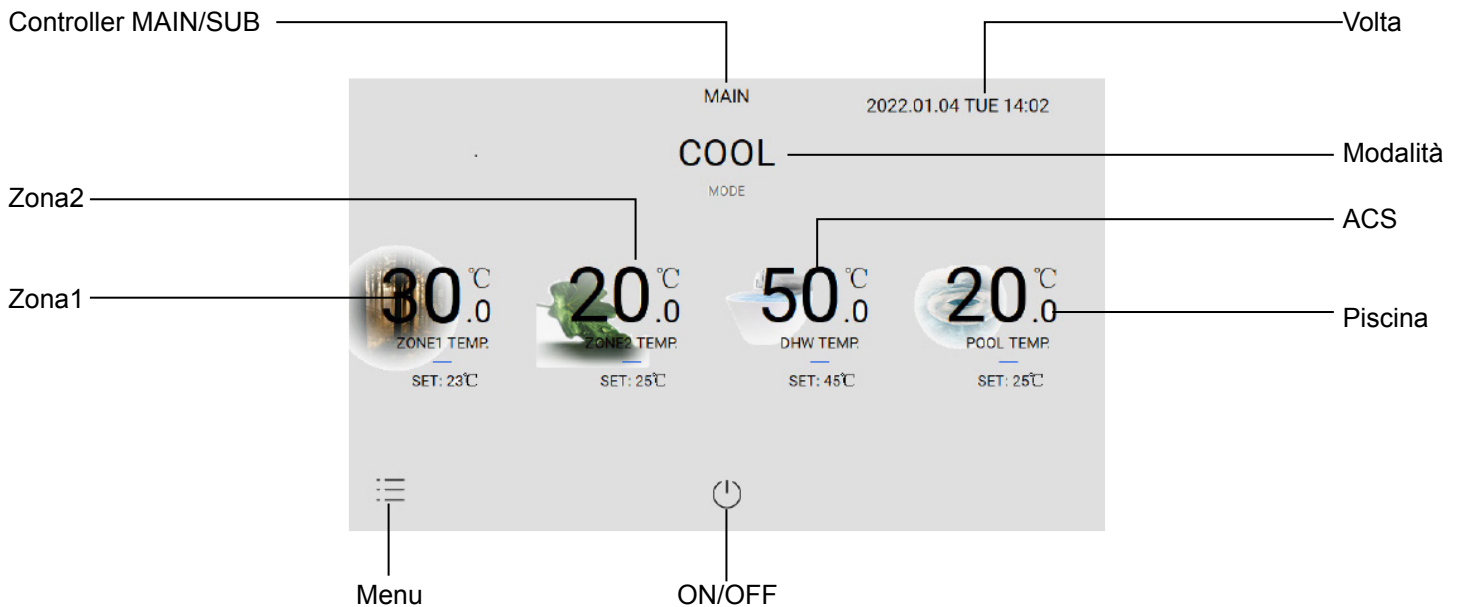 Controller MAIN/SUB
Volta
MAIN
2022.01.04 TUE 14:02
COOL
Modalità
MODE
Zona2
ACS
30.0℃
20.0℃
50.0℃
20.0℃
Zona1
Piscina
ZONE1 TEMP.
ZONE2 TEMP.
DHW TEMP.
POOL TEMP.
SET: 23℃
SET: 25℃
SET: 45℃
SET: 25℃
Menu
ON/OFF